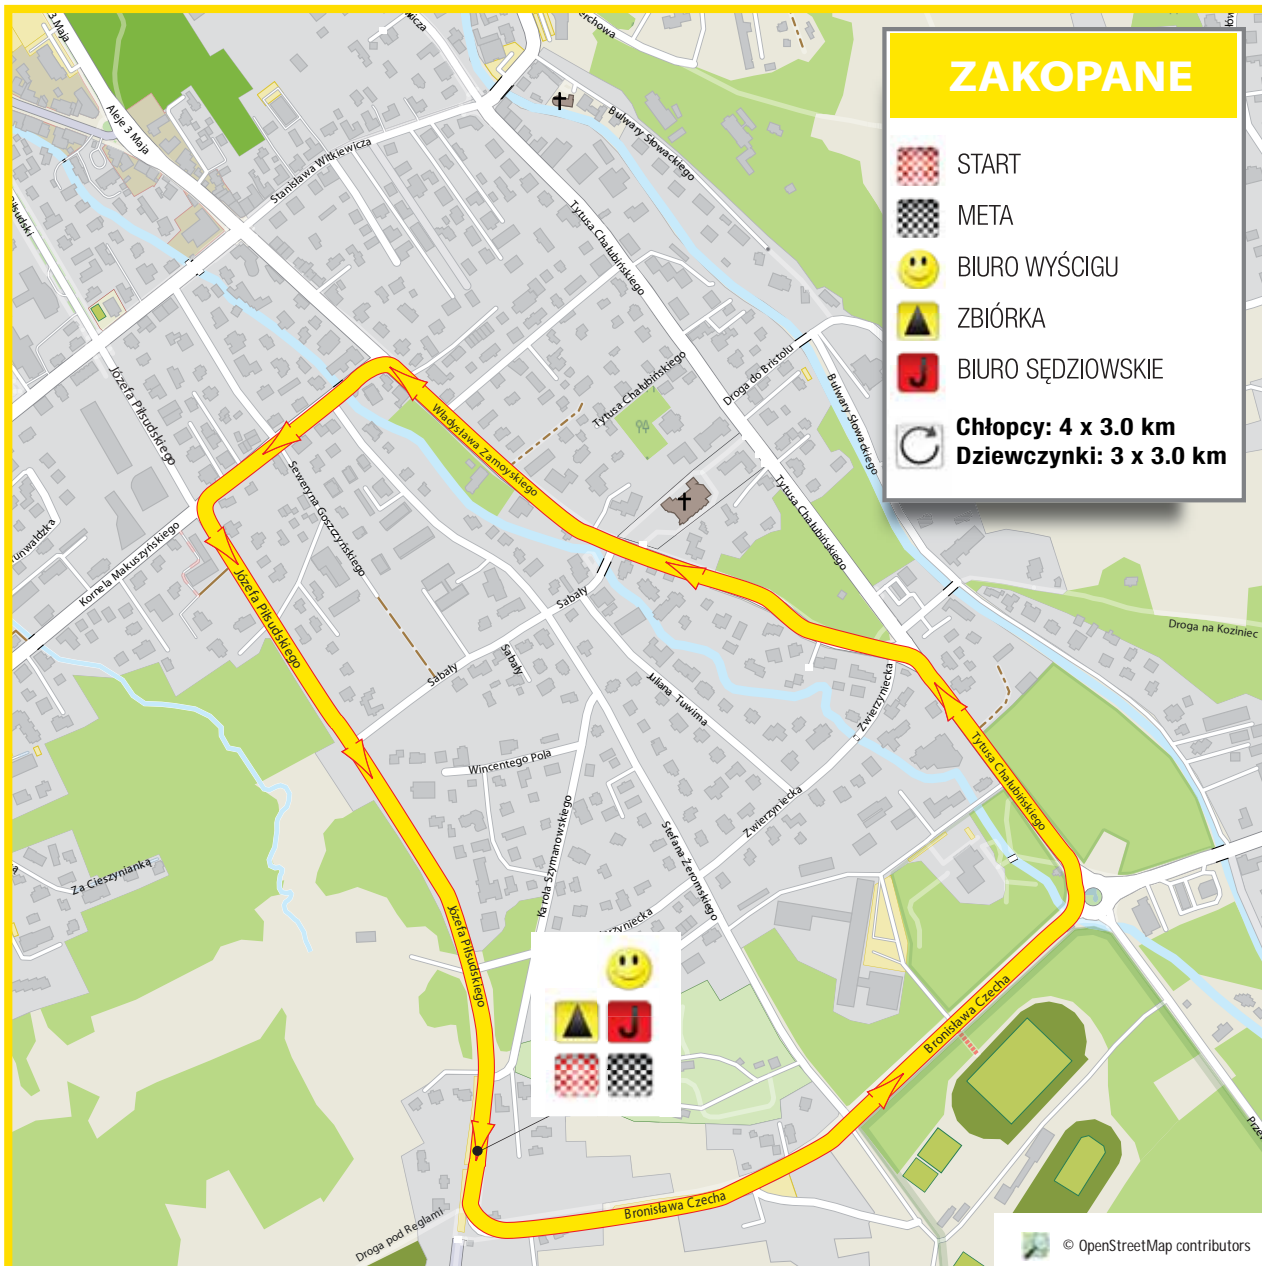 ZAKOPANE
START
META
BIURO WYŚCIGU
ZBIÓRKA
J
BIURO SĘDZIOWSKIE
Chłopcy: 4 x 3.0 km
Dziewczynki: 3 x 3.0 km
3 Maja
Aleje 3 Maja
Stanisława Witkiewicza
Bulwary Słowackiego
Tytusa Chałubińskiego
Piłsudski
Józefa Piłsudskiego
Tytusa Chałubińskiego
Droga do Bristolu
Bulwary Słowackiego
Władysława Zamoyskiego
Seweryna Goszczyńskiego
Tytusa Chałubińskiego
Kornela Makuszyńskiego
Józefa Piłsudskiego
Sabały
Sabały
Sabały
Droga na Koziniec
Juliana Tuwima
Zwierzyniecka
Tytusa Chałubińskiego
Wincentego Pola
Zwierzyniecka
Karola Szymanowskiego
Stefana Żeromskiego
Za Cieszynianką
Józefa Piłsudskiego
J
Bronisława Czecha
Bronisława Czecha
Droga pod Reglami
© OpenStreetMap contributors